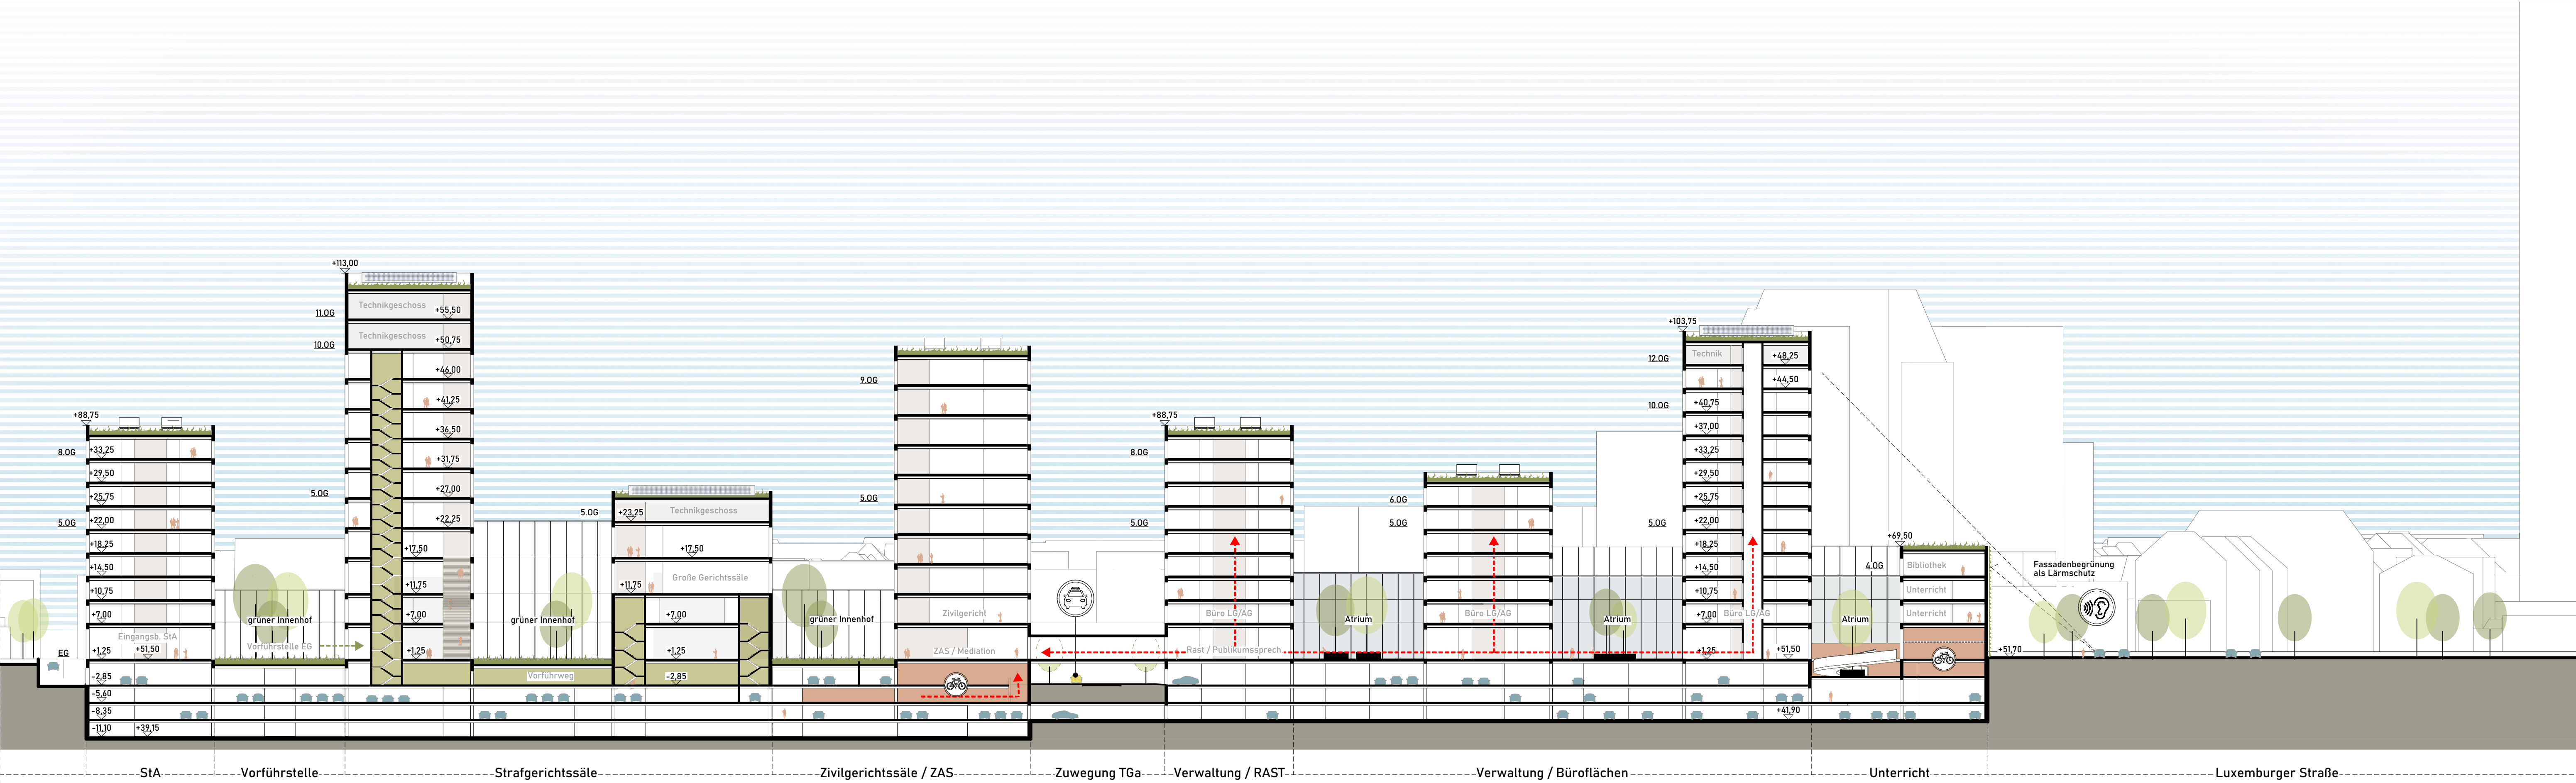 +113,00
Technikgeschoss
+55,50
11.OG
Technikgeschoss
+50,75
10.OG
+46,00
+41,25
+36,50
+31,75
+27,00
5.OG
+22,25
+17,50
+11,75
+7,00
+1,25
+88,75
8.OG
+33,25
+29,50
+25,75
5.OG
+22,00
+18,25
+14,50
+10,75
+7,00
Eingangsb. StA
+51,50
EG
+1,25
-2,85
-5,60
-8,35
-11,10
+39,15
grüner Innenhof
Vorführstelle EG
grüner Innenhof
Vorführweg
5.OG
+23,25
Technikgeschoss
+17,50
Große Gerichtssäle
+11,75
+7,00
+1,25
-2,85
grüner Innenhof
9.OG
5.OG
Zivilgericht
ZAS / Mediation
+88,75
8.OG
5.OG
Büro LG/AG
Rast / Publikumssprech.
Atrium
6.OG
5.OG
Büro LG/AG
Atrium
+103,75
12.OG
Technik
+48,25
+44,50
10.OG
+40,75
+37,00
+33,25
+29,50
+25,75
5.OG
+22,00
+18,25
+14,50
+10,75
+7,00
Büro LG/AG
+1,25
+51,50
+41,90
Atrium
+69,50
4.OG
Bibliothek
Unterricht
Unterricht
+51,70
Fassadenbegrünung
als Lärmschutz
StA
Vorführstelle
Strafgerichtssäle
Zivilgerichtssäle / ZAS
Zuwegung TGa
Verwaltung / RAST
Verwaltung / Büroflächen
Unterricht
Luxemburger Straße